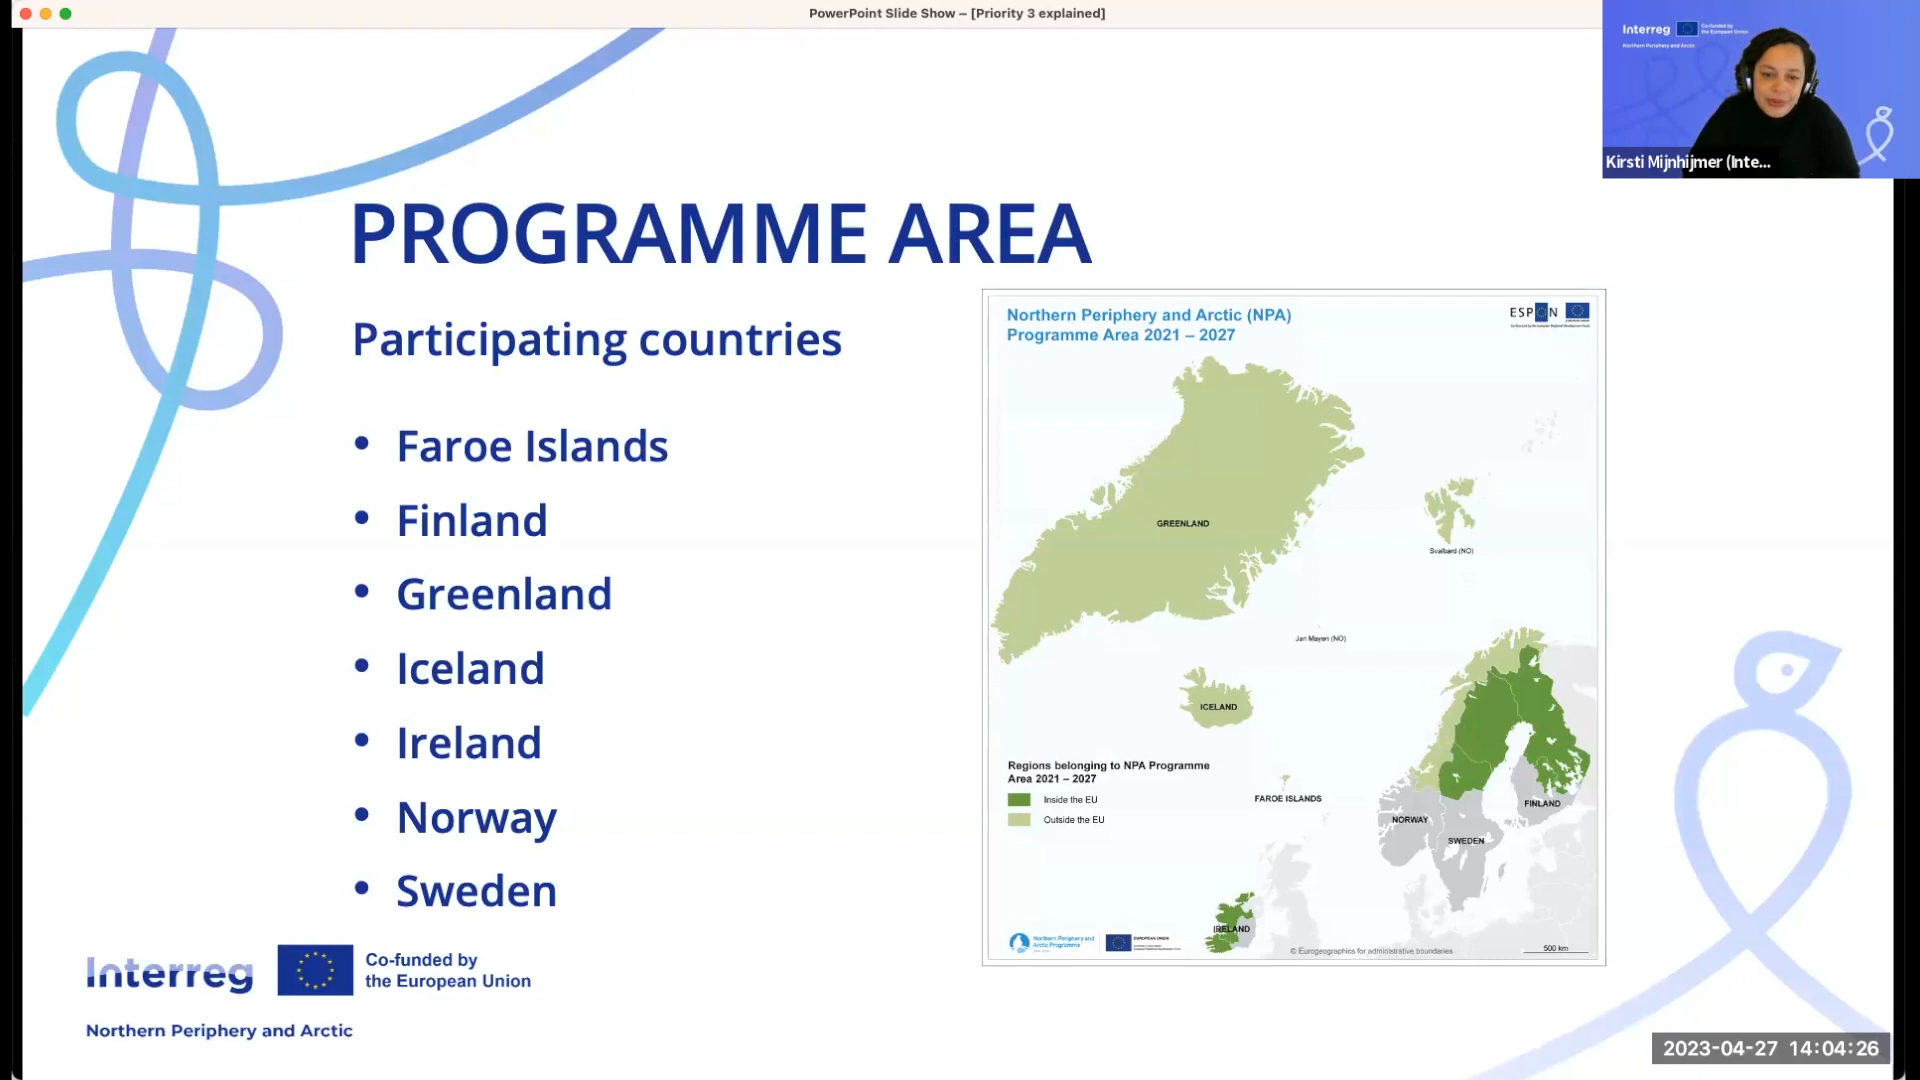 PowerPoint Slide Show – [Priority 3 explained]
Interreg
Co-funded by
the European Union
Northern Periphery and Arctic
Kirsti Mijnhijmer (Inte...
PROGRAMME AREA
Participating countries
• Faroe Islands
• Finland
• Greenland
• Iceland
• Ireland
• Norway
• Sweden
Northern Periphery and Arctic (NPA)
Programme Area 2021 – 2027
ESPON
GREENLAND
Svalbard (NO)
Jan Mayen (NO)
ICELAND
Regions belonging to NPA Programme
Area 2021 – 2027
Inside the EU
Outside the EU
FAROE ISLANDS
NORWAY
SWEDEN
FINLAND
IRELAND
Northern Periphery and
Arctic Programme
EUROPEAN UNION
© Eurogeographics for administrative boundaries
500 km
Interreg
Co-funded by
the European Union
Northern Periphery and Arctic
2023-04-27 14:04:26